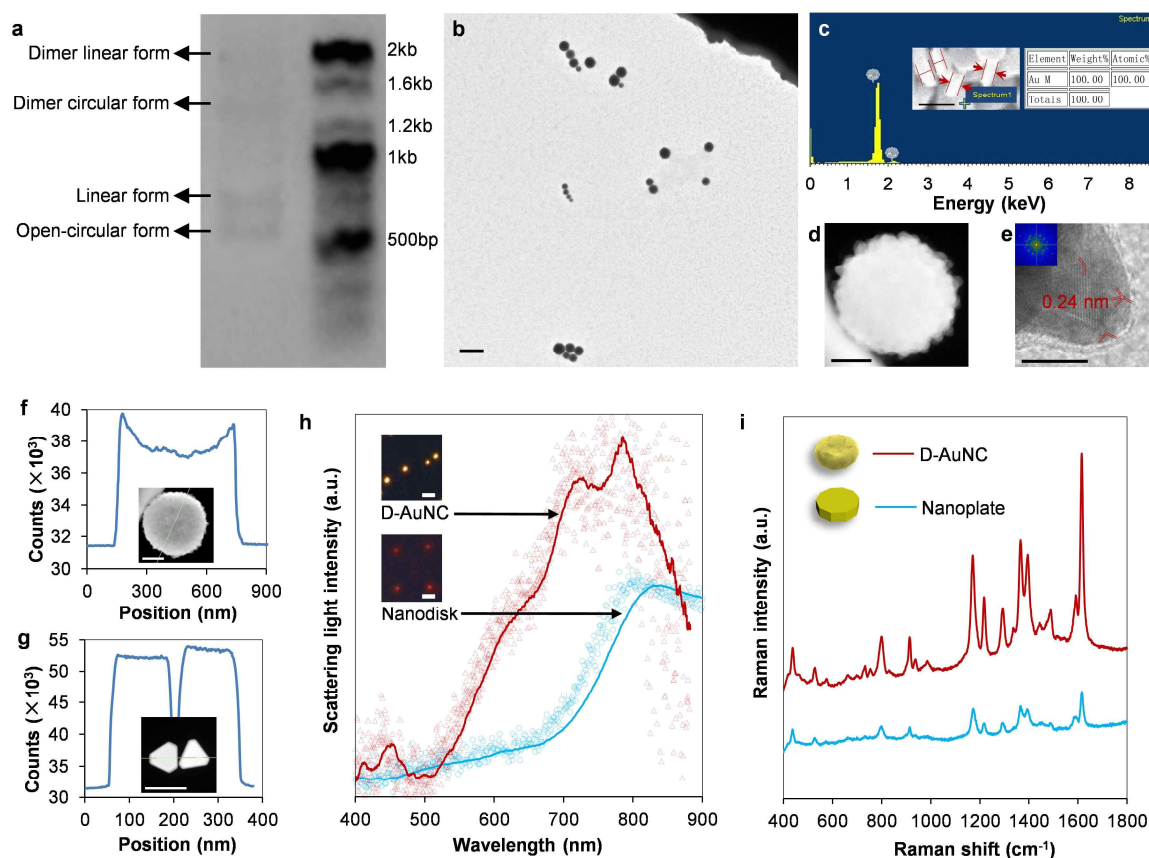 a
Dimer linear form
Dimer circular form
Linear form
Open-circular form
2kb
1.6kb
1.2kb
1kb
500bp
b
c
Spectrum
Element Weight% Atomic%
Au M 100.00 100.00
Totals 100.00
Spectrum1
0 1 2 3 4 5 6 7 8
Energy (keV)
d
e
0.24 nm
f
40
38
36
34
32
30
Counts (×10³)
0 300 600 900
Position (nm)
g
55
50
45
40
35
30
Counts (×10³)
0 100 200 300 400
Position (nm)
h
Scattering light intensity (a.u.)
D-AuNC
Nanodisk
400 500 600 700 800 900
Wavelength (nm)
i
D-AuNC
Nanoplate
Raman intensity (a.u.)
400 600 800 1000 1200 1400 1600 1800
Raman shift (cm⁻¹)